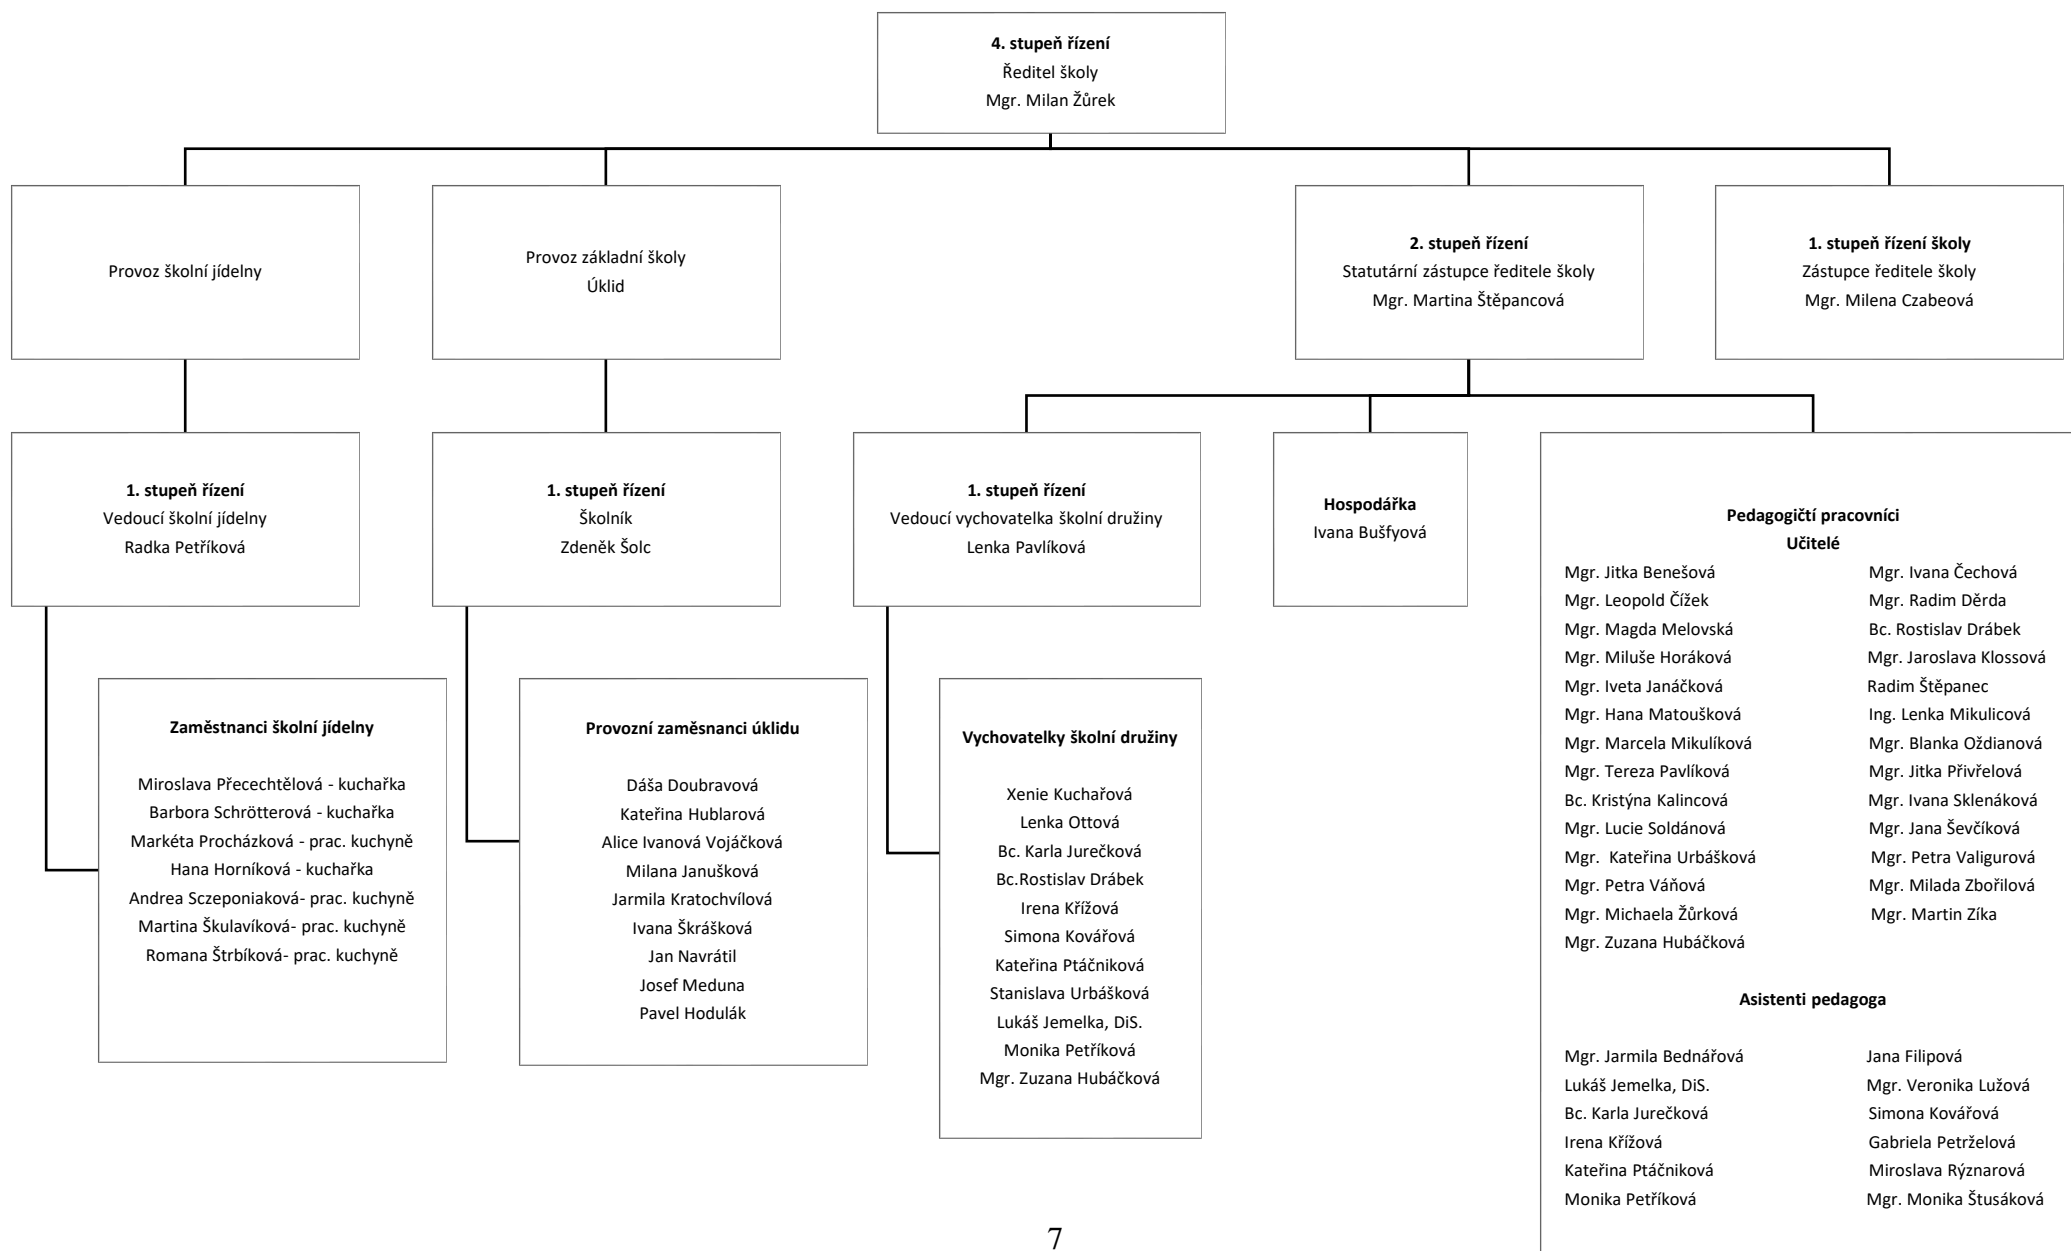 4. stupeň řízení
Ředitel školy
Mgr. Milan Žůrek
Provoz školní jídelny
Provoz základní školy
Úklid
2. stupeň řízení
Statutární zástupce ředitele školy
Mgr. Martina Štěpancová
1. stupeň řízení školy
Zástupce ředitele školy
Mgr. Milena Czabeová
1. stupeň řízení
Vedoucí školní jídelny
Radka Petříková
1. stupeň řízení
Školník
Zdeněk Šolc
1. stupeň řízení
Vedoucí vychovatelka školní družiny
Lenka Pavlíková
Hospodářka
Ivana Bušfyová
Zaměstnanci školní jídelny
Miroslava Přecechtělová - kuchařka
Barbora Schrötterová - kuchařka
Markéta Procházková - prac. kuchyně
Hana Horníková - kuchařka
Andrea Sczeponiaková- prac. kuchyně
Martina Škulavíková- prac. kuchyně
Romana Štrbíková- prac. kuchyně
Provozní zaměsnanci úklidu
Dáša Doubravová
Kateřina Hublarová
Alice Ivanová Vojáčková
Milana Janušková
Jarmila Kratochvílová
Ivana Škrášková
Jan Navrátil
Josef Meduna
Pavel Hodulák
Vychovatelky školní družiny
Xenie Kuchařová
Lenka Ottová
Bc. Karla Jurečková
Bc.Rostislav Drábek
Irena Křížová
Simona Kovářová
Kateřina Ptáčniková
Stanislava Urbášková
Lukáš Jemelka, DiS.
Monika Petříková
Mgr. Zuzana Hubáčková
Pedagogičtí pracovníci
Učitelé
Mgr. Jitka Benešová Mgr. Ivana Čechová
Mgr. Leopold Čížek Mgr. Radim Děrda
Mgr. Magda Melovská Bc. Rostislav Drábek
Mgr. Miluše Horáková Mgr. Jaroslava Klossová
Mgr. Iveta Janáčková Radim Štěpanec
Mgr. Hana Matoušková Ing. Lenka Mikulicová
Mgr. Marcela Mikulíková Mgr. Blanka Oždianová
Mgr. Tereza Pavlíková Mgr. Jitka Přivřelová
Bc. Kristýna Kalincová Mgr. Ivana Sklenáková
Mgr. Lucie Soldánová Mgr. Jana Ševčíková
Mgr. Kateřina Urbášková Mgr. Petra Valigurová
Mgr. Petra Váňová Mgr. Milada Zbořilová
Mgr. Michaela Žůrková Mgr. Martin Zíka
Mgr. Zuzana Hubáčková
Asistenti pedagoga
Mgr. Jarmila Bednářová Jana Filipová
Lukáš Jemelka, DiS. Mgr. Veronika Lužová
Bc. Karla Jurečková Simona Kovářová
Irena Křížová Gabriela Petrželová
Kateřina Ptáčniková Miroslava Rýznarová
Monika Petříková Mgr. Monika Štusáková
7